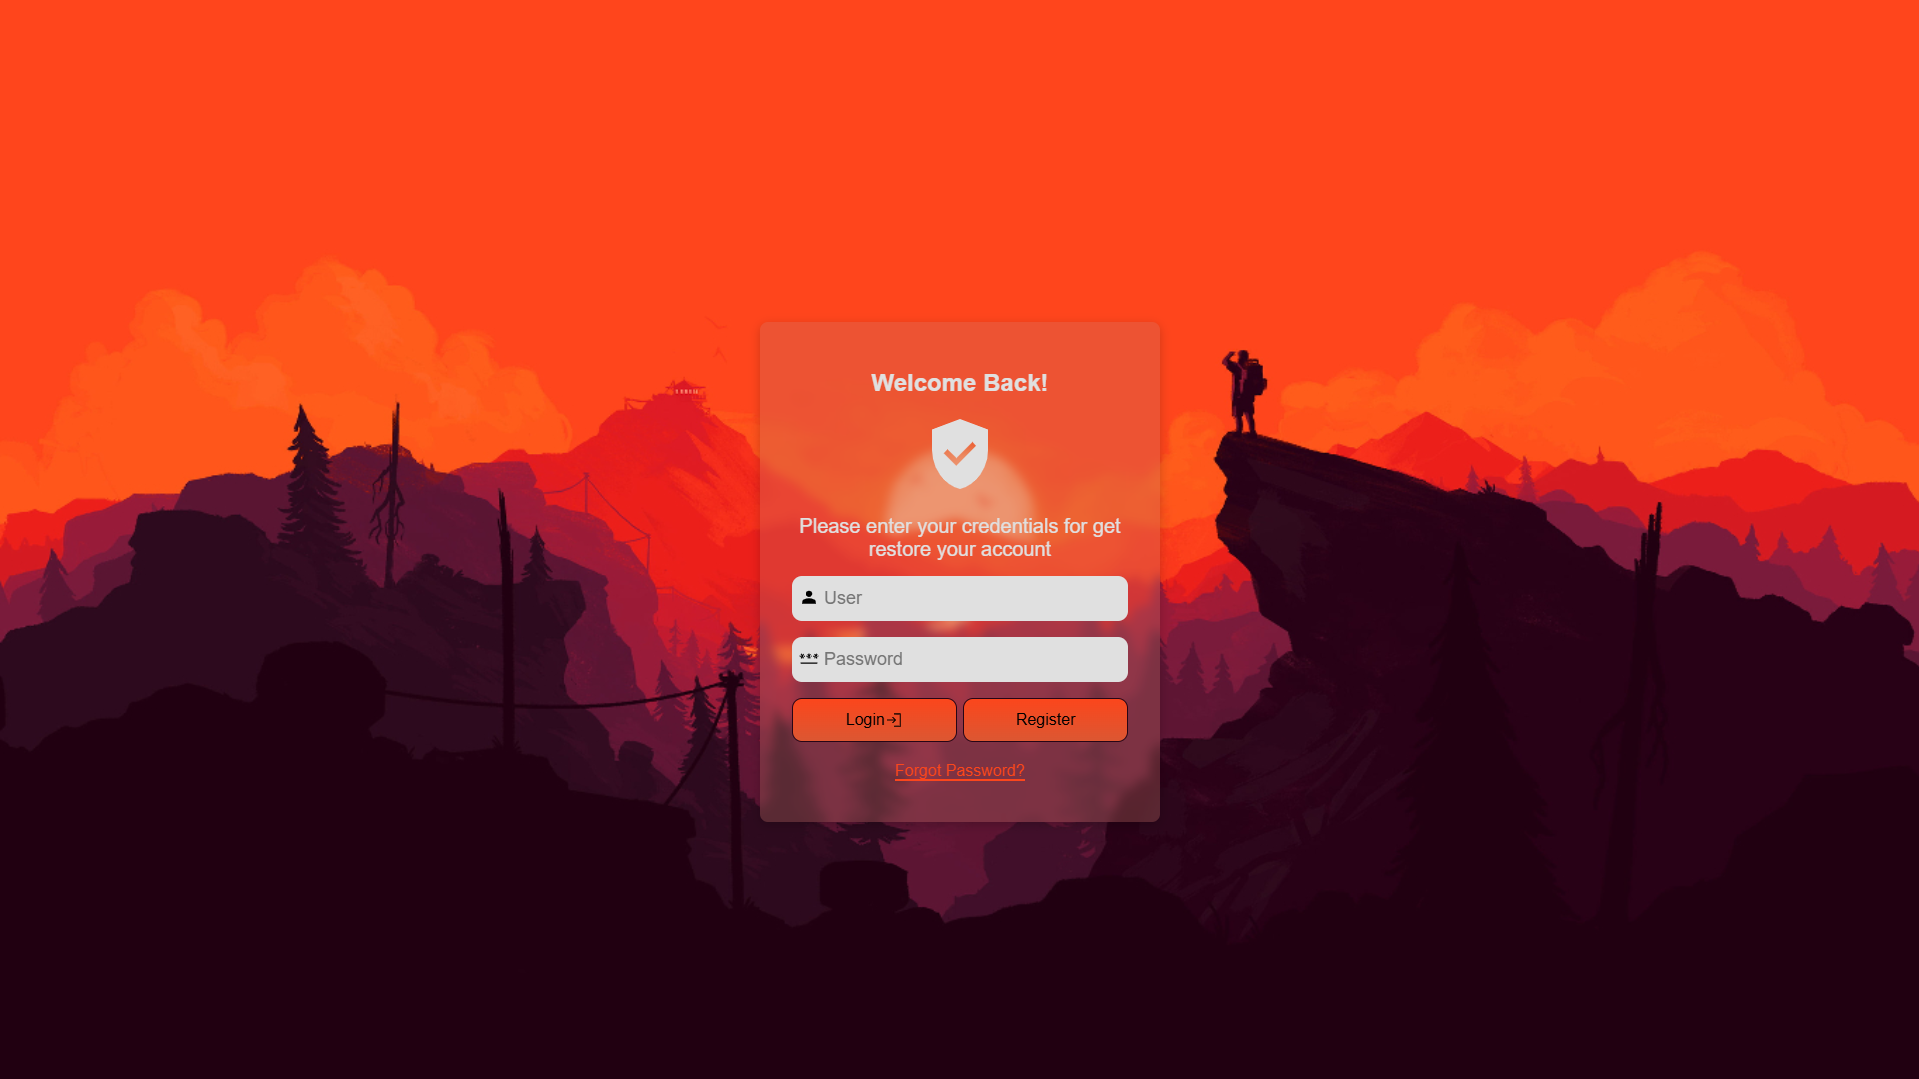 Welcome Back!
Please enter your credentials for get
restore your account
User
Password
Login
Register
Forgot Password?